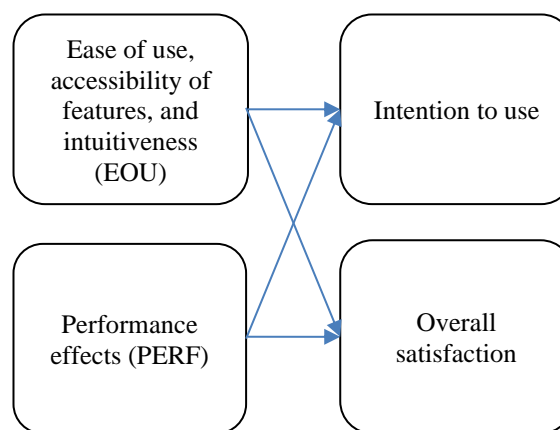 Ease of use,
accessibility of
features, and
intuitiveness
(EOU)
Intention to use
Performance
effects (PERF)
Overall
satisfaction